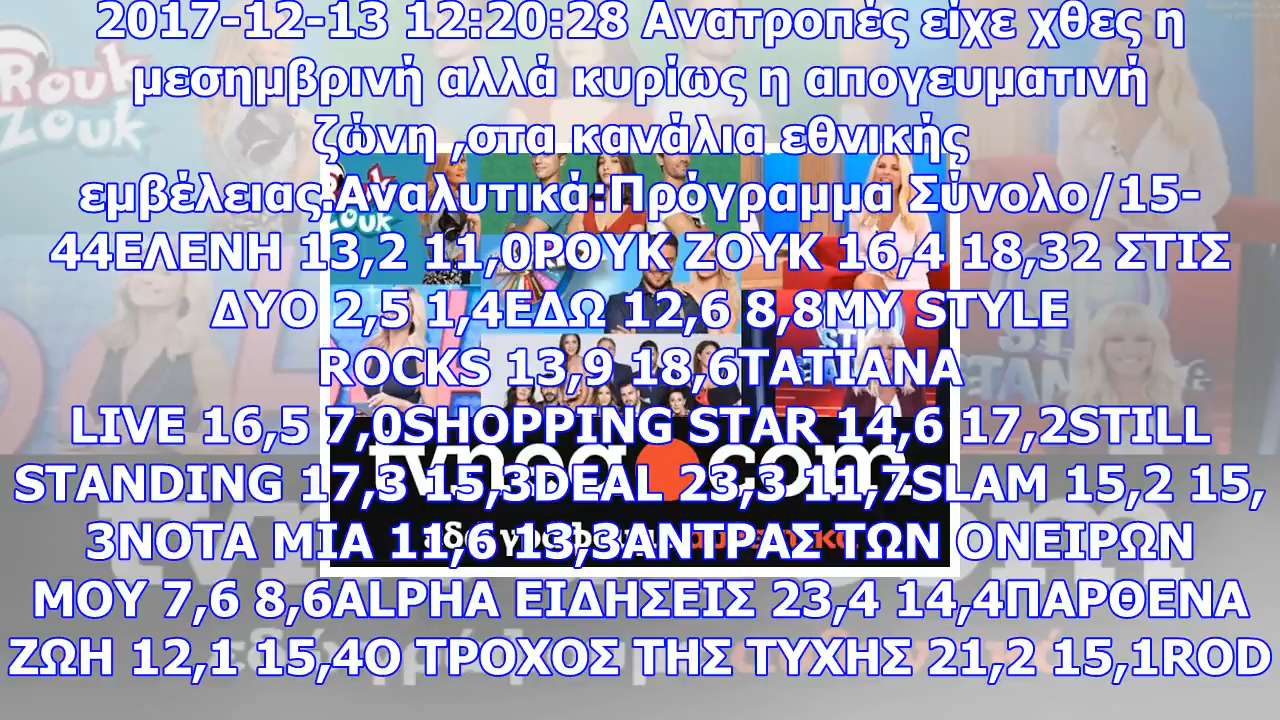 2017-12-13 12:20:28 Ανατροπές είχε χθες η
μεσημβρινή αλλά κυρίως η απογευματινή
ζώνη ,στα κανάλια εθνικής
εμβέλειας.Αναλυτικά:Πρόγραμμα Σύνολο/15-
44ΕΛΕΝΗ 13,2 11,0ΡΟΥΚ ΖΟΥΚ 16,4 18,32 ΣΤΙΣ
ΔΥΟ 2,5 1,4ΕΔΩ 12,6 8,8MY STYLE
ROCKS 13,9 18,6TATIANA
LIVE 16,5 7,0SHOPPING STAR 14,6 17,2STILL
STANDING 17,3 15,3DEAL 23,3 11,7SLAM 15,2 15,
3ΝΟΤΑ ΜΙΑ 11,6 13,3ΑΝΤΡΑΣ ΤΩΝ ΟΝΕΙΡΩΝ
ΜΟΥ 7,6 8,6ALPHA ΕΙΔΗΣΕΙΣ 23,4 14,4ΠΑΡΘΕΝΑ
ΖΩΗ 12,1 15,4Ο ΤΡΟΧΟΣ ΤΗΣ ΤΥΧΗΣ 21,2 15,1ROD
Rouk
Zouk